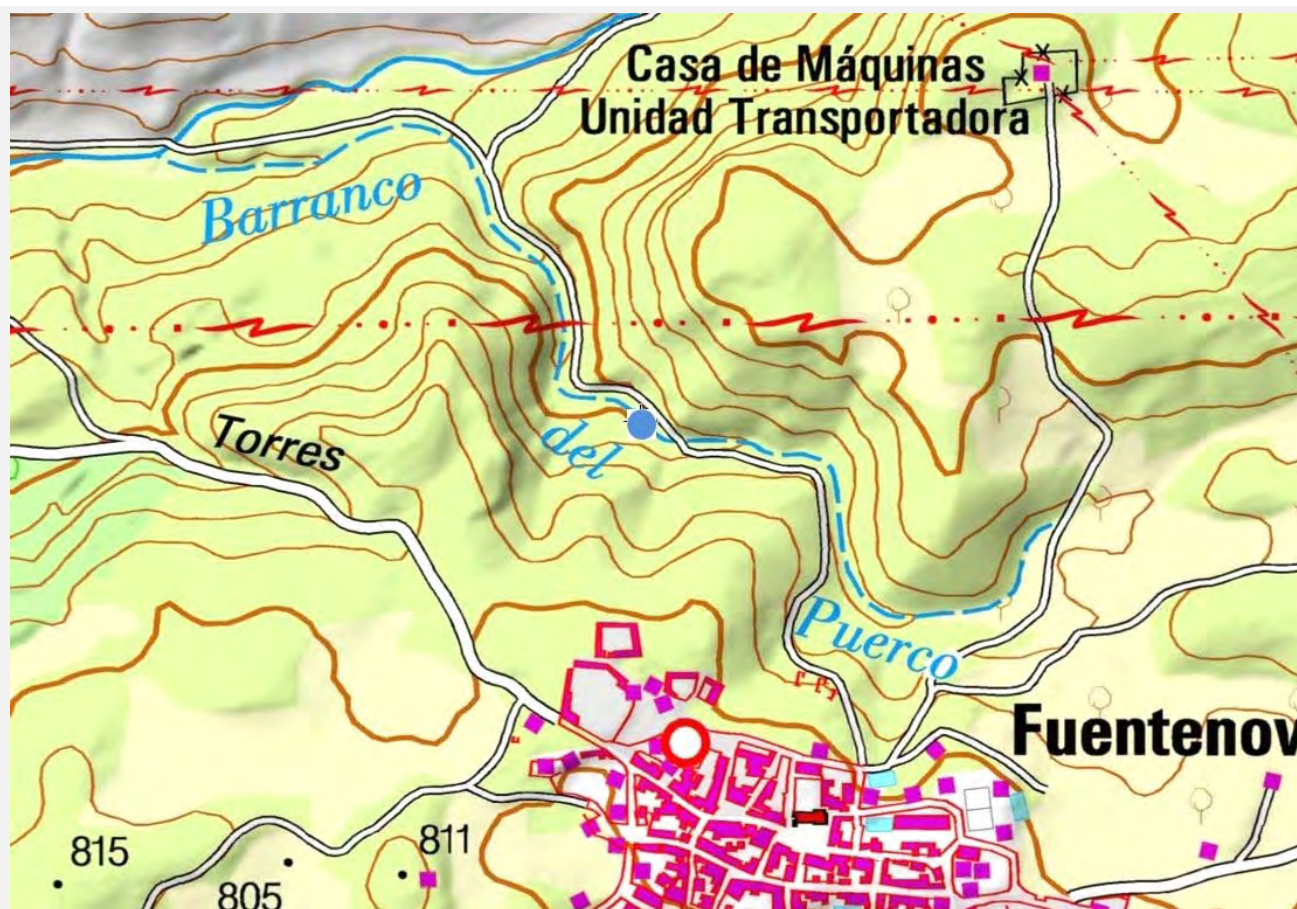 Casa de Máquinas
Unidad Transportadora
Barranco
Torres
del
Puerco
Fuentenov
815
811
805